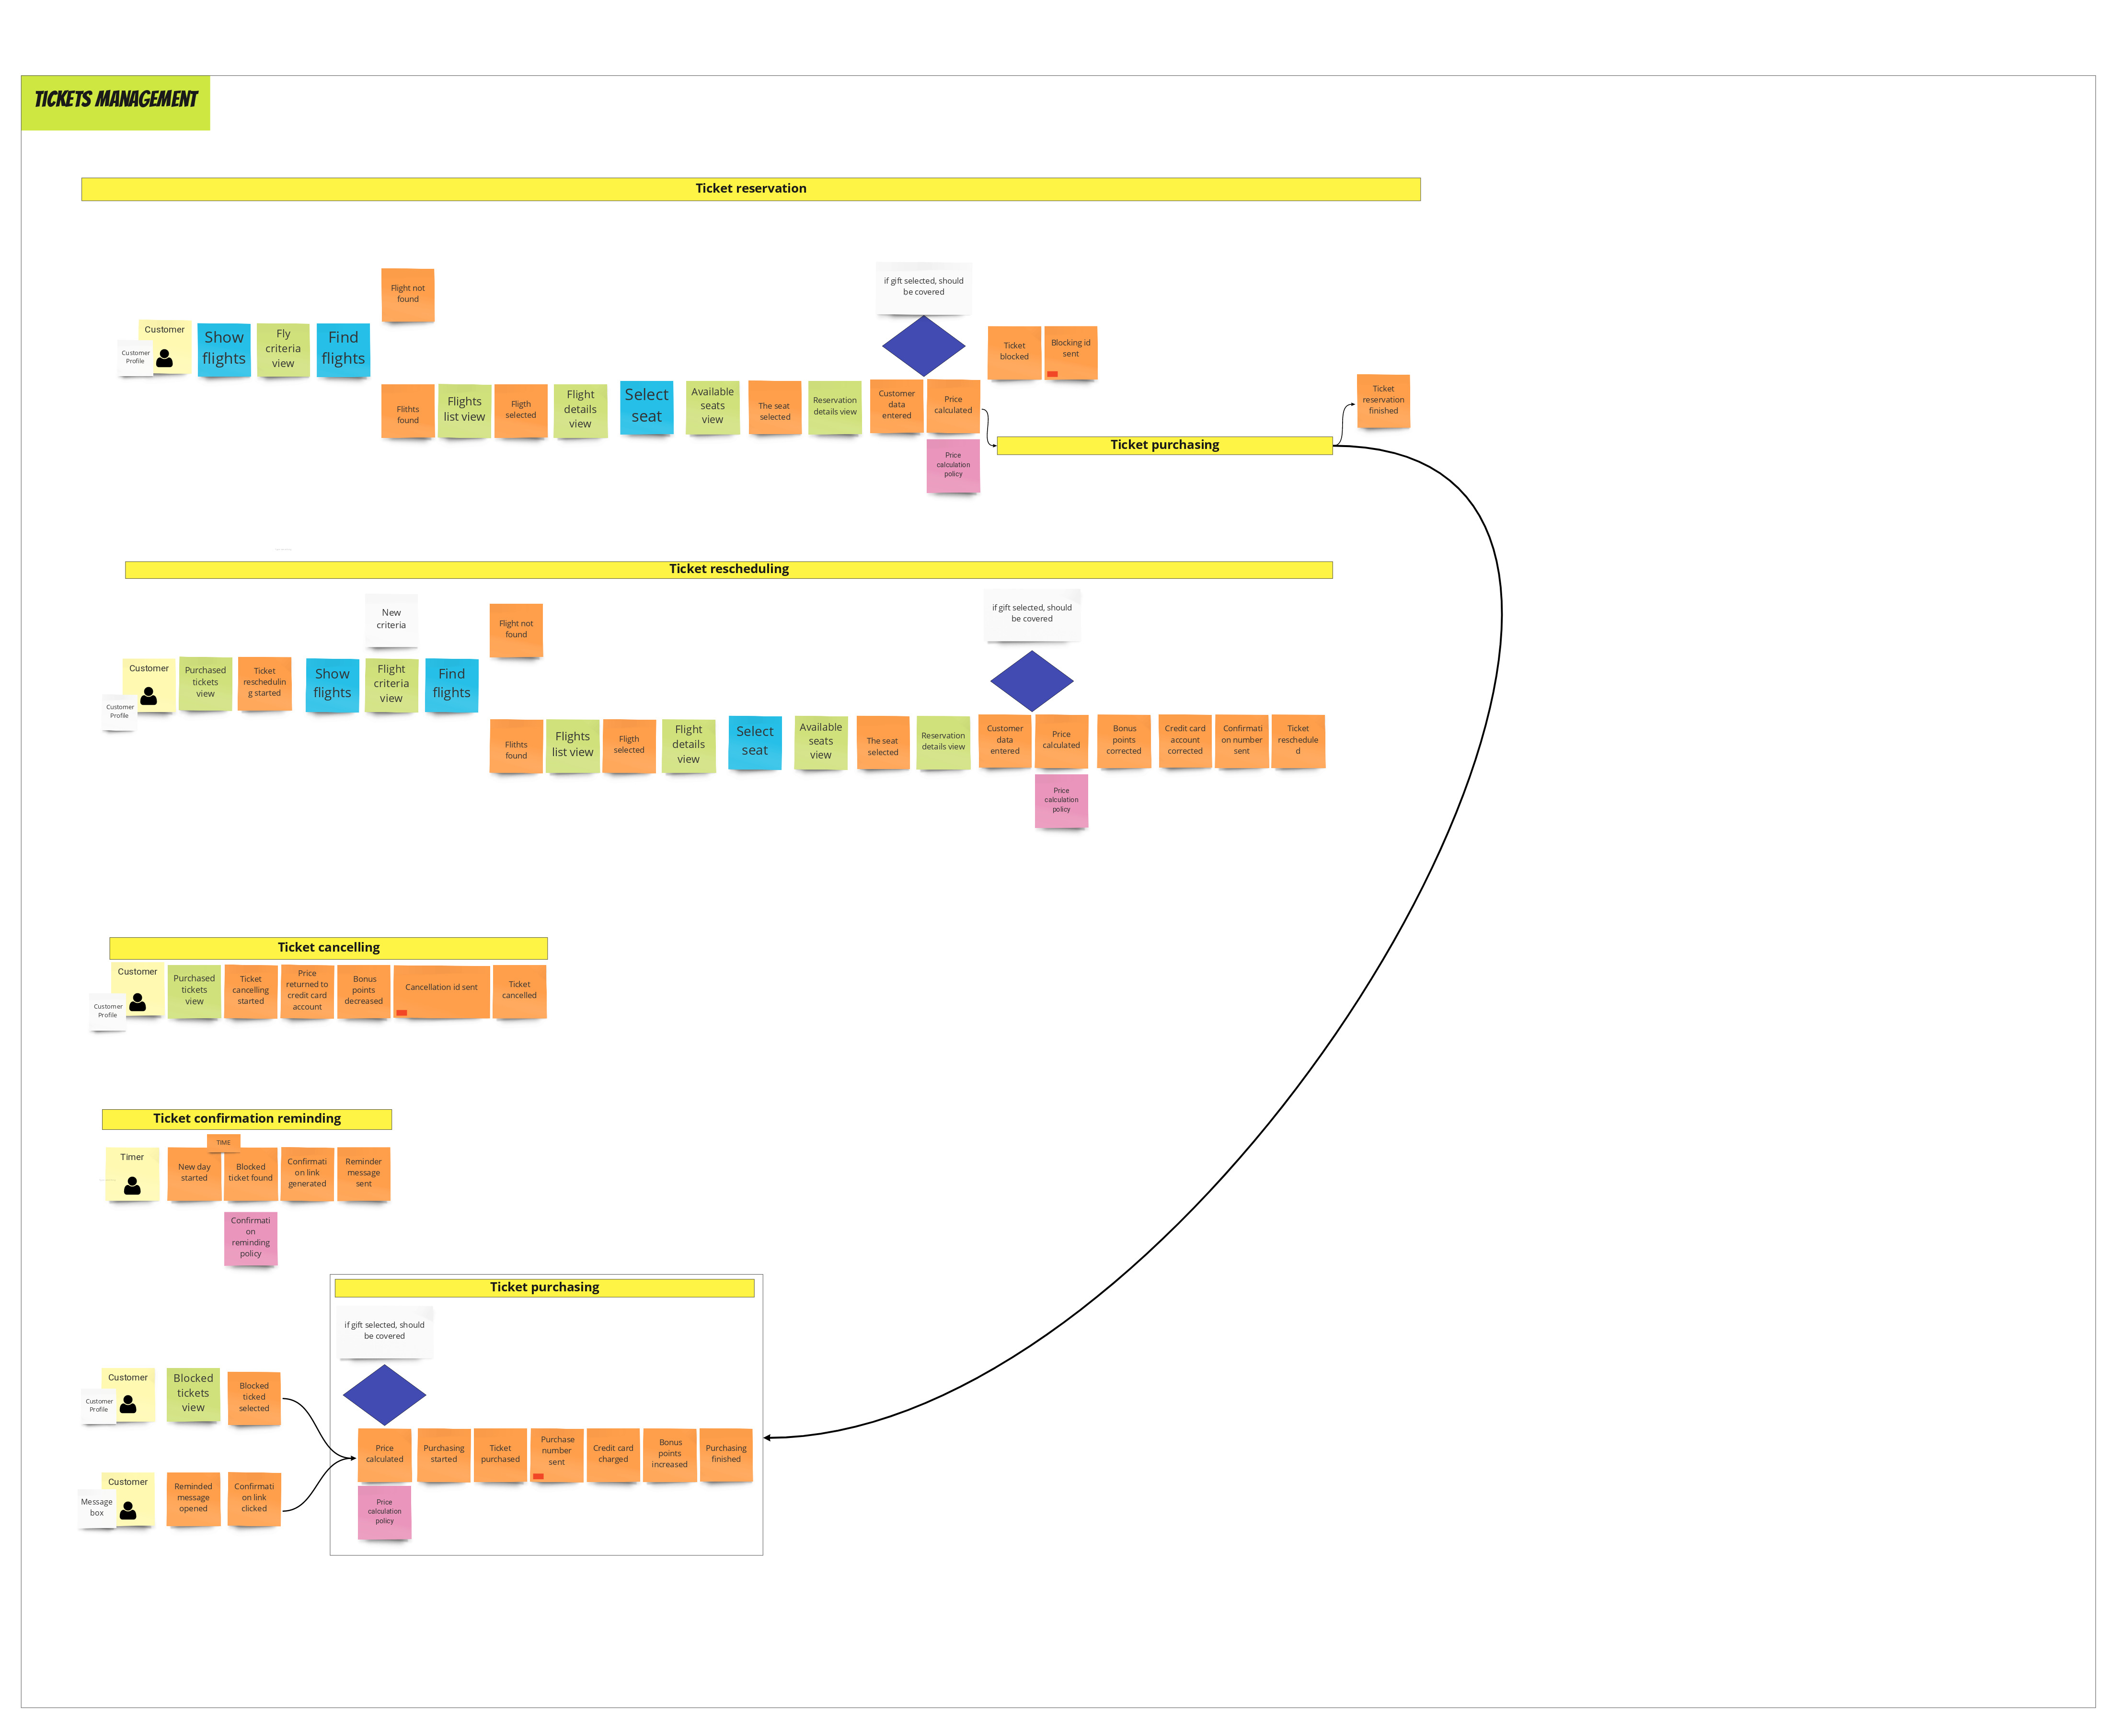 TICKETS MANAGEMENT
Ticket reservation
Flight not
found
if gift selected, should
be covered
Customer
Customer
Profile
Show
flights
Fly
criteria
view
Find
flights
Ticket
blocked
Blocking id
sent
Flithts
found
Flights
list view
Fligth
selected
Flight
details
view
Select
seat
Available
seats
view
The seat
selected
Reservation
details view
Customer
data
entered
Price
calculated
Ticket
reservation
finished
Ticket purchasing
Price
calculation
policy
Ticket rescheduling
New
criteria
Flight not
found
if gift selected, should
be covered
Customer
Customer
Profile
Purchased
tickets
view
Ticket
reschedulin
g started
Show
flights
Flight
criteria
view
Find
flights
Flithts
found
Flights
list view
Fligth
selected
Flight
details
view
Select
seat
Available
seats
view
The seat
selected
Reservation
details view
Customer
data
entered
Price
calculated
Bonus
points
corrected
Credit card
account
corrected
Confirmati
on number
sent
Ticket
reschedule
d
Price
calculation
policy
Ticket cancelling
Customer
Customer
Profile
Purchased
tickets
view
Ticket
cancelling
started
Price
returned to
credit card
account
Bonus
points
decreased
Cancellation id sent
Ticket
cancelled
Ticket confirmation reminding
TIME
Timer
New day
started
Blocked
ticket found
Confirmati
on link
generated
Reminder
message
sent
Confirmati
on
reminding
policy
Ticket purchasing
if gift selected, should
be covered
Customer
Customer
Profile
Blocked
tickets
view
Blocked
ticked
selected
Price
calculated
Purchasing
started
Ticket
purchased
Purchase
number
sent
Credit card
charged
Bonus
points
increased
Purchasing
finished
Customer
Message
box
Reminded
message
opened
Confirmati
on link
clicked
Price
calculation
policy